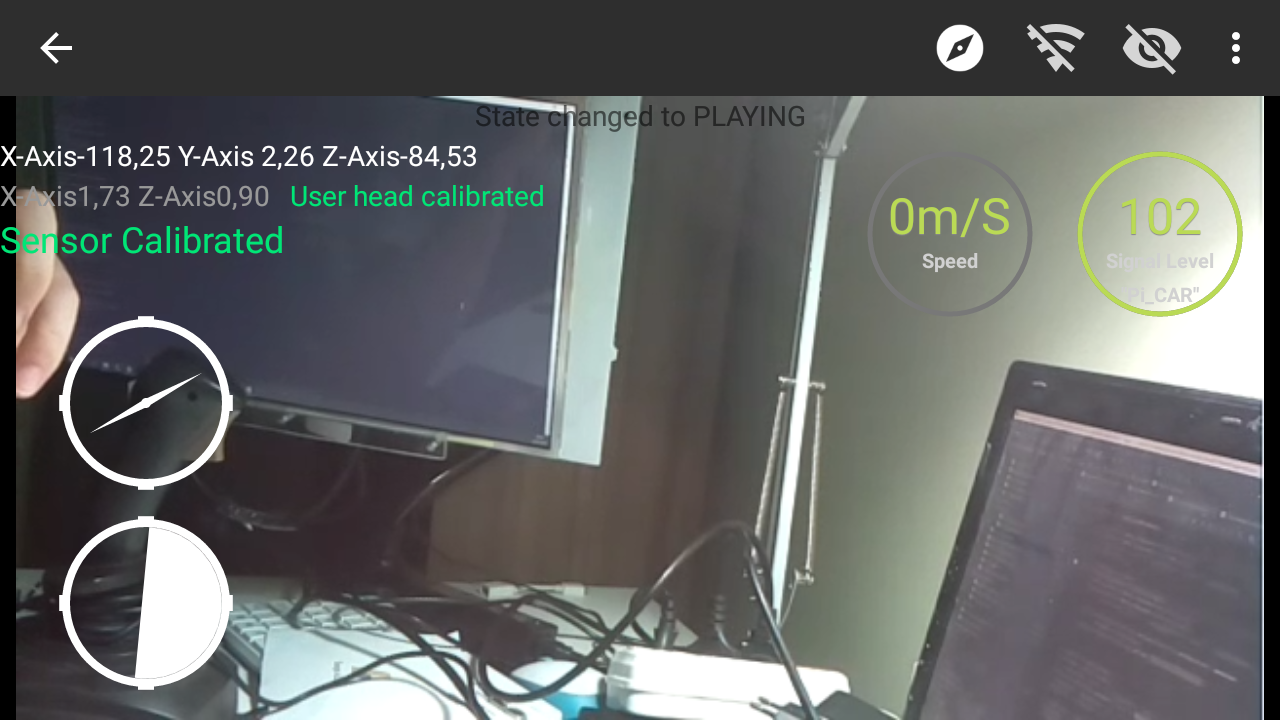 State changed to PLAYING
X-Axis-118,25 Y-Axis 2,26 Z-Axis-84,53
X-Axis1,73 Z-Axis0,90 User head calibrated
Sensor Calibrated
0m/S
Speed
102
Signal Level
"Pi_CAR"